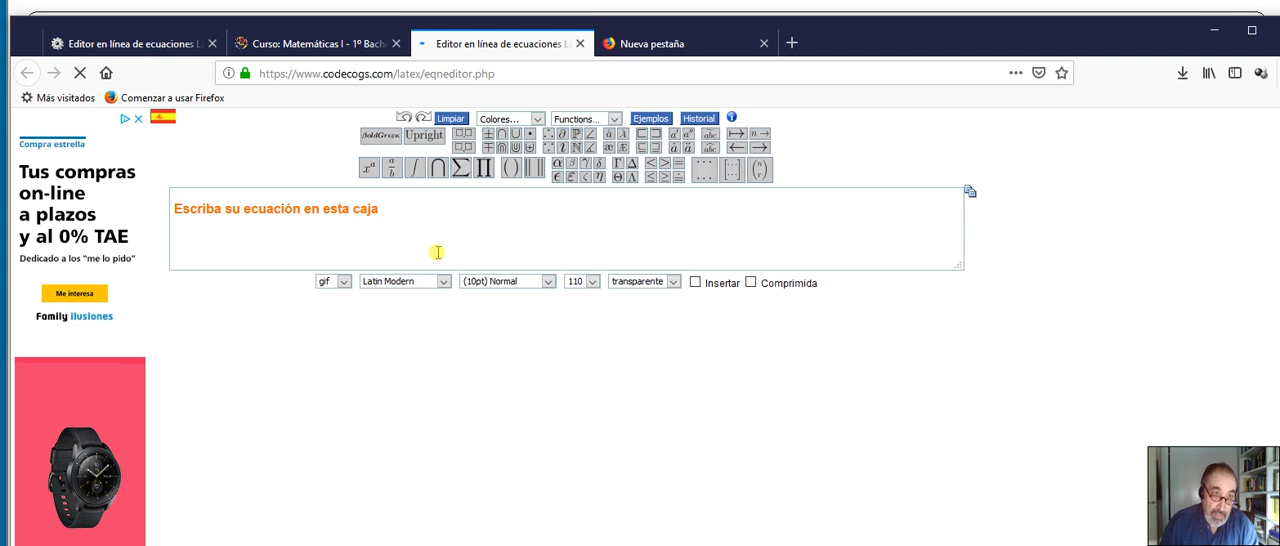 Editor en línea de ecuaciones L
Curso: Matemáticas I - 1º Bachi
Editor en línea de ecuaciones L
Nueva pestaña
https://www.codecogs.com/latex/eqneditor.php
Más visitados
Comenzar a usar Firefox
Compra estrella
Tus compras
on-line
a plazos
y al 0% TAE
Dedicado a los "me lo pido"
Me interesa
Family ilusiones
Limpiar
Colores...
Functions...
Ejemplos
Historial
Upright
Escriba su ecuación en esta caja
gif
Latin Modern
(10pt) Normal
110
transparente
Insertar
Comprimida